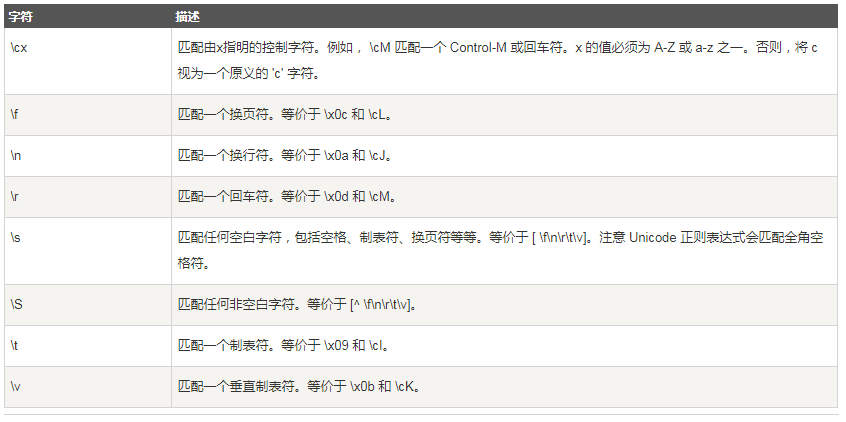 字符 描述
\cx 匹配由x指明的控制字符。例如， \cM 匹配一个 Control-M 或回车符。x 的值必须为 A-Z 或 a-z 之一。否则，将 c
视为一个原义的 'c' 字符。
\f 匹配一个换页符。等价于 \x0c 和 \cL。
\n 匹配一个换行符。等价于 \x0a 和 \cJ。
\r 匹配一个回车符。等价于 \x0d 和 \cM。
\s 匹配任何空白字符，包括空格、制表符、换页符等等。等价于 [ \f\n\r\t\v]。注意 Unicode 正则表达式会匹配全角空
格符。
\S 匹配任何非空白字符。等价于 [^ \f\n\r\t\v]。
\t 匹配一个制表符。等价于 \x09 和 \cI。
\v 匹配一个垂直制表符。等价于 \x0b 和 \cK。